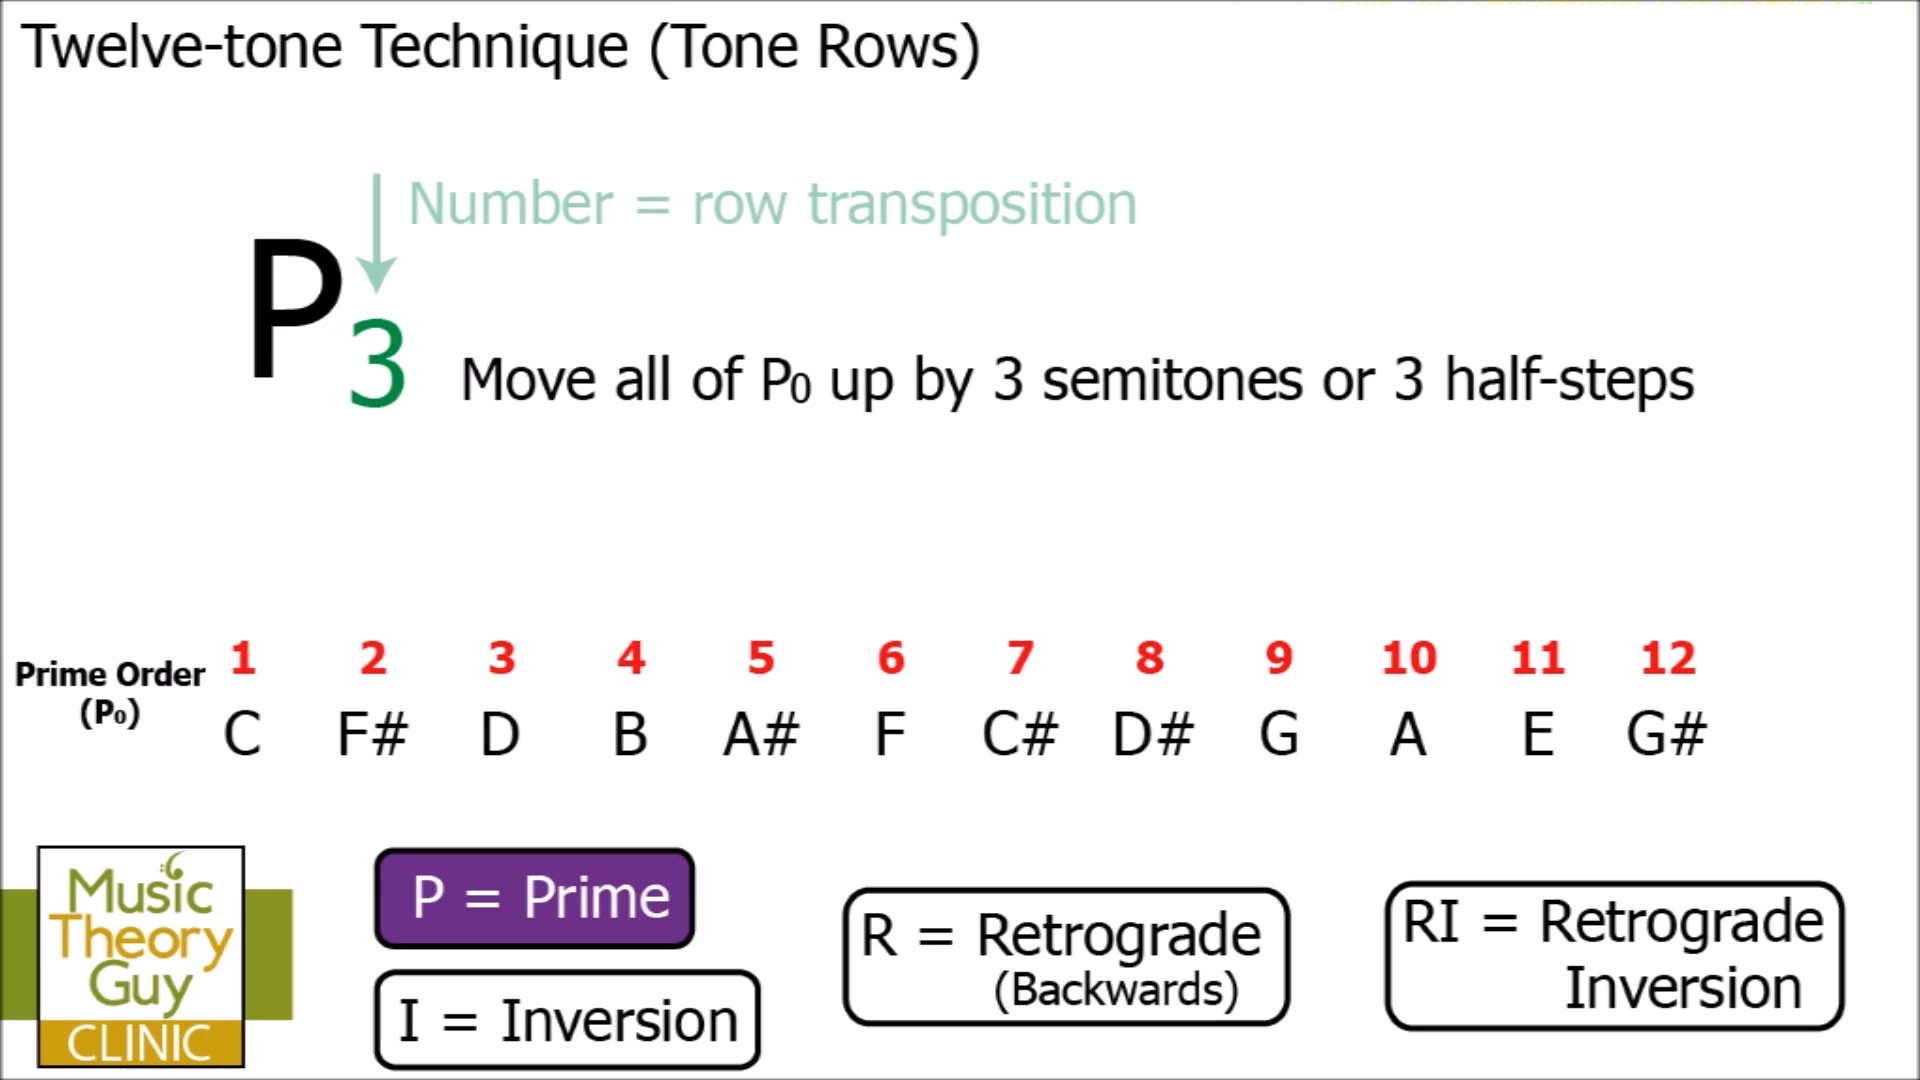 Twelve-tone Technique (Tone Rows)
Number = row transposition
P₃
Move all of P₀ up by 3 semitones or 3 half-steps
Prime Order
(P₀)
1 2 3 4 5 6 7 8 9 10 11 12
C F# D B A# F C# D# G A E G#
Music
Theory
Guy
CLINIC
P = Prime
I = Inversion
R = Retrograde
(Backwards)
RI = Retrograde
Inversion